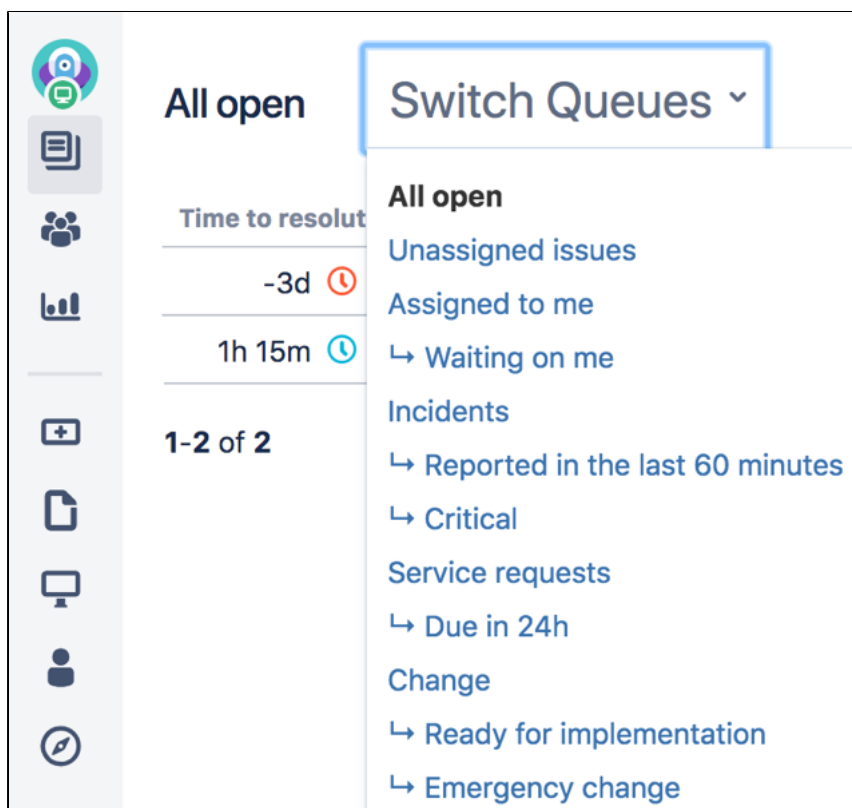 All open
Switch Queues
Time to resolut
-3d
1h 15m
1-2 of 2
All open
Unassigned issues
Assigned to me
↳ Waiting on me
Incidents
↳ Reported in the last 60 minutes
↳ Critical
Service requests
↳ Due in 24h
Change
↳ Ready for implementation
↳ Emergency change